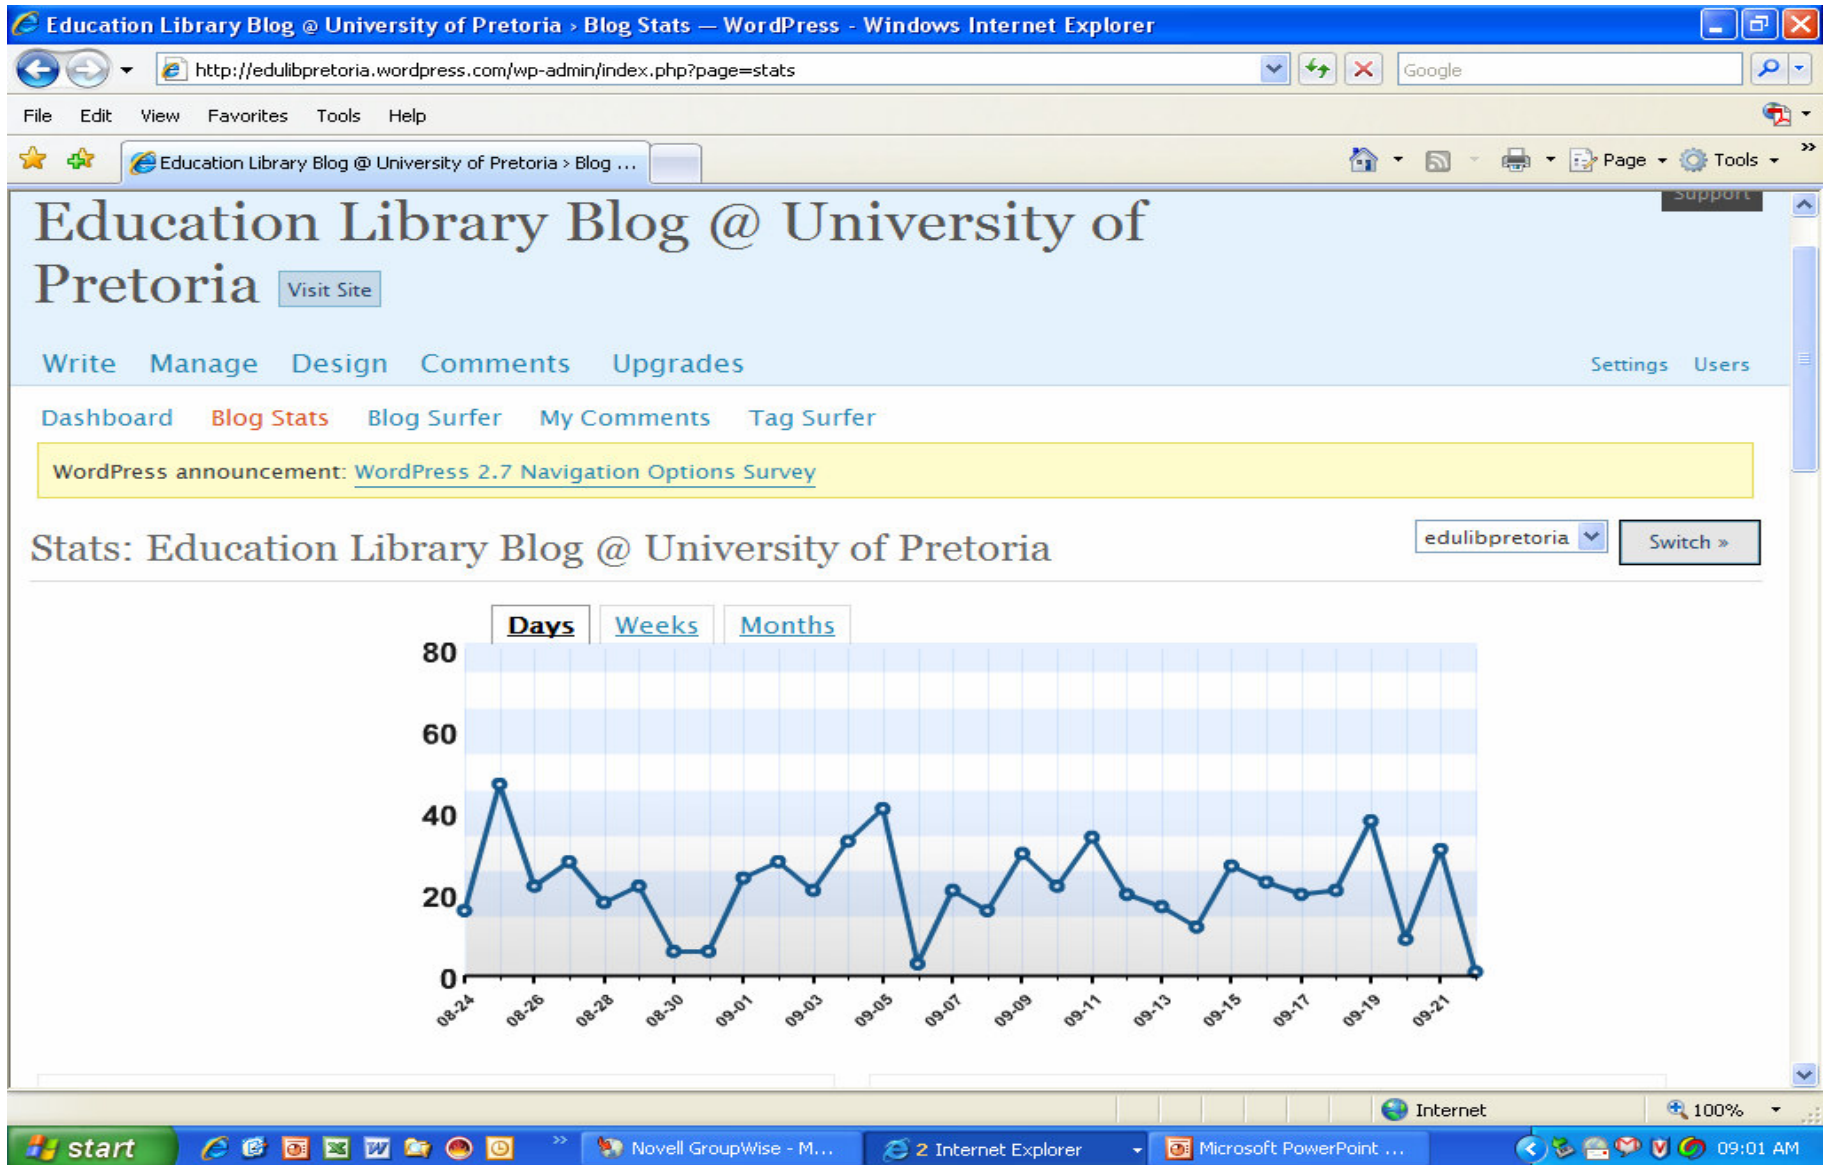 Education Library Blog @ University of Pretoria › Blog Stats — WordPress - Windows Internet Explorer
http://edulibpretoria.wordpress.com/wp-admin/index.php?page=stats
Google
File Edit View Favorites Tools Help
Education Library Blog @ University of Pretoria › Blog ...
Page Tools »
Support
Education Library Blog @ University of
Pretoria Visit Site
Write Manage Design Comments Upgrades Settings Users
Dashboard Blog Stats Blog Surfer My Comments Tag Surfer
WordPress announcement: WordPress 2.7 Navigation Options Survey
Stats: Education Library Blog @ University of Pretoria edulibpretoria Switch »
Days Weeks Months
80
60
40
20
0
08-24 08-26 08-28 08-30 09-01 09-03 09-05 09-07 09-09 09-11 09-13 09-15 09-17 09-19 09-21
Internet 100%
start » Novell GroupWise - M... 2 Internet Explorer Microsoft PowerPoint ... 09:01 AM